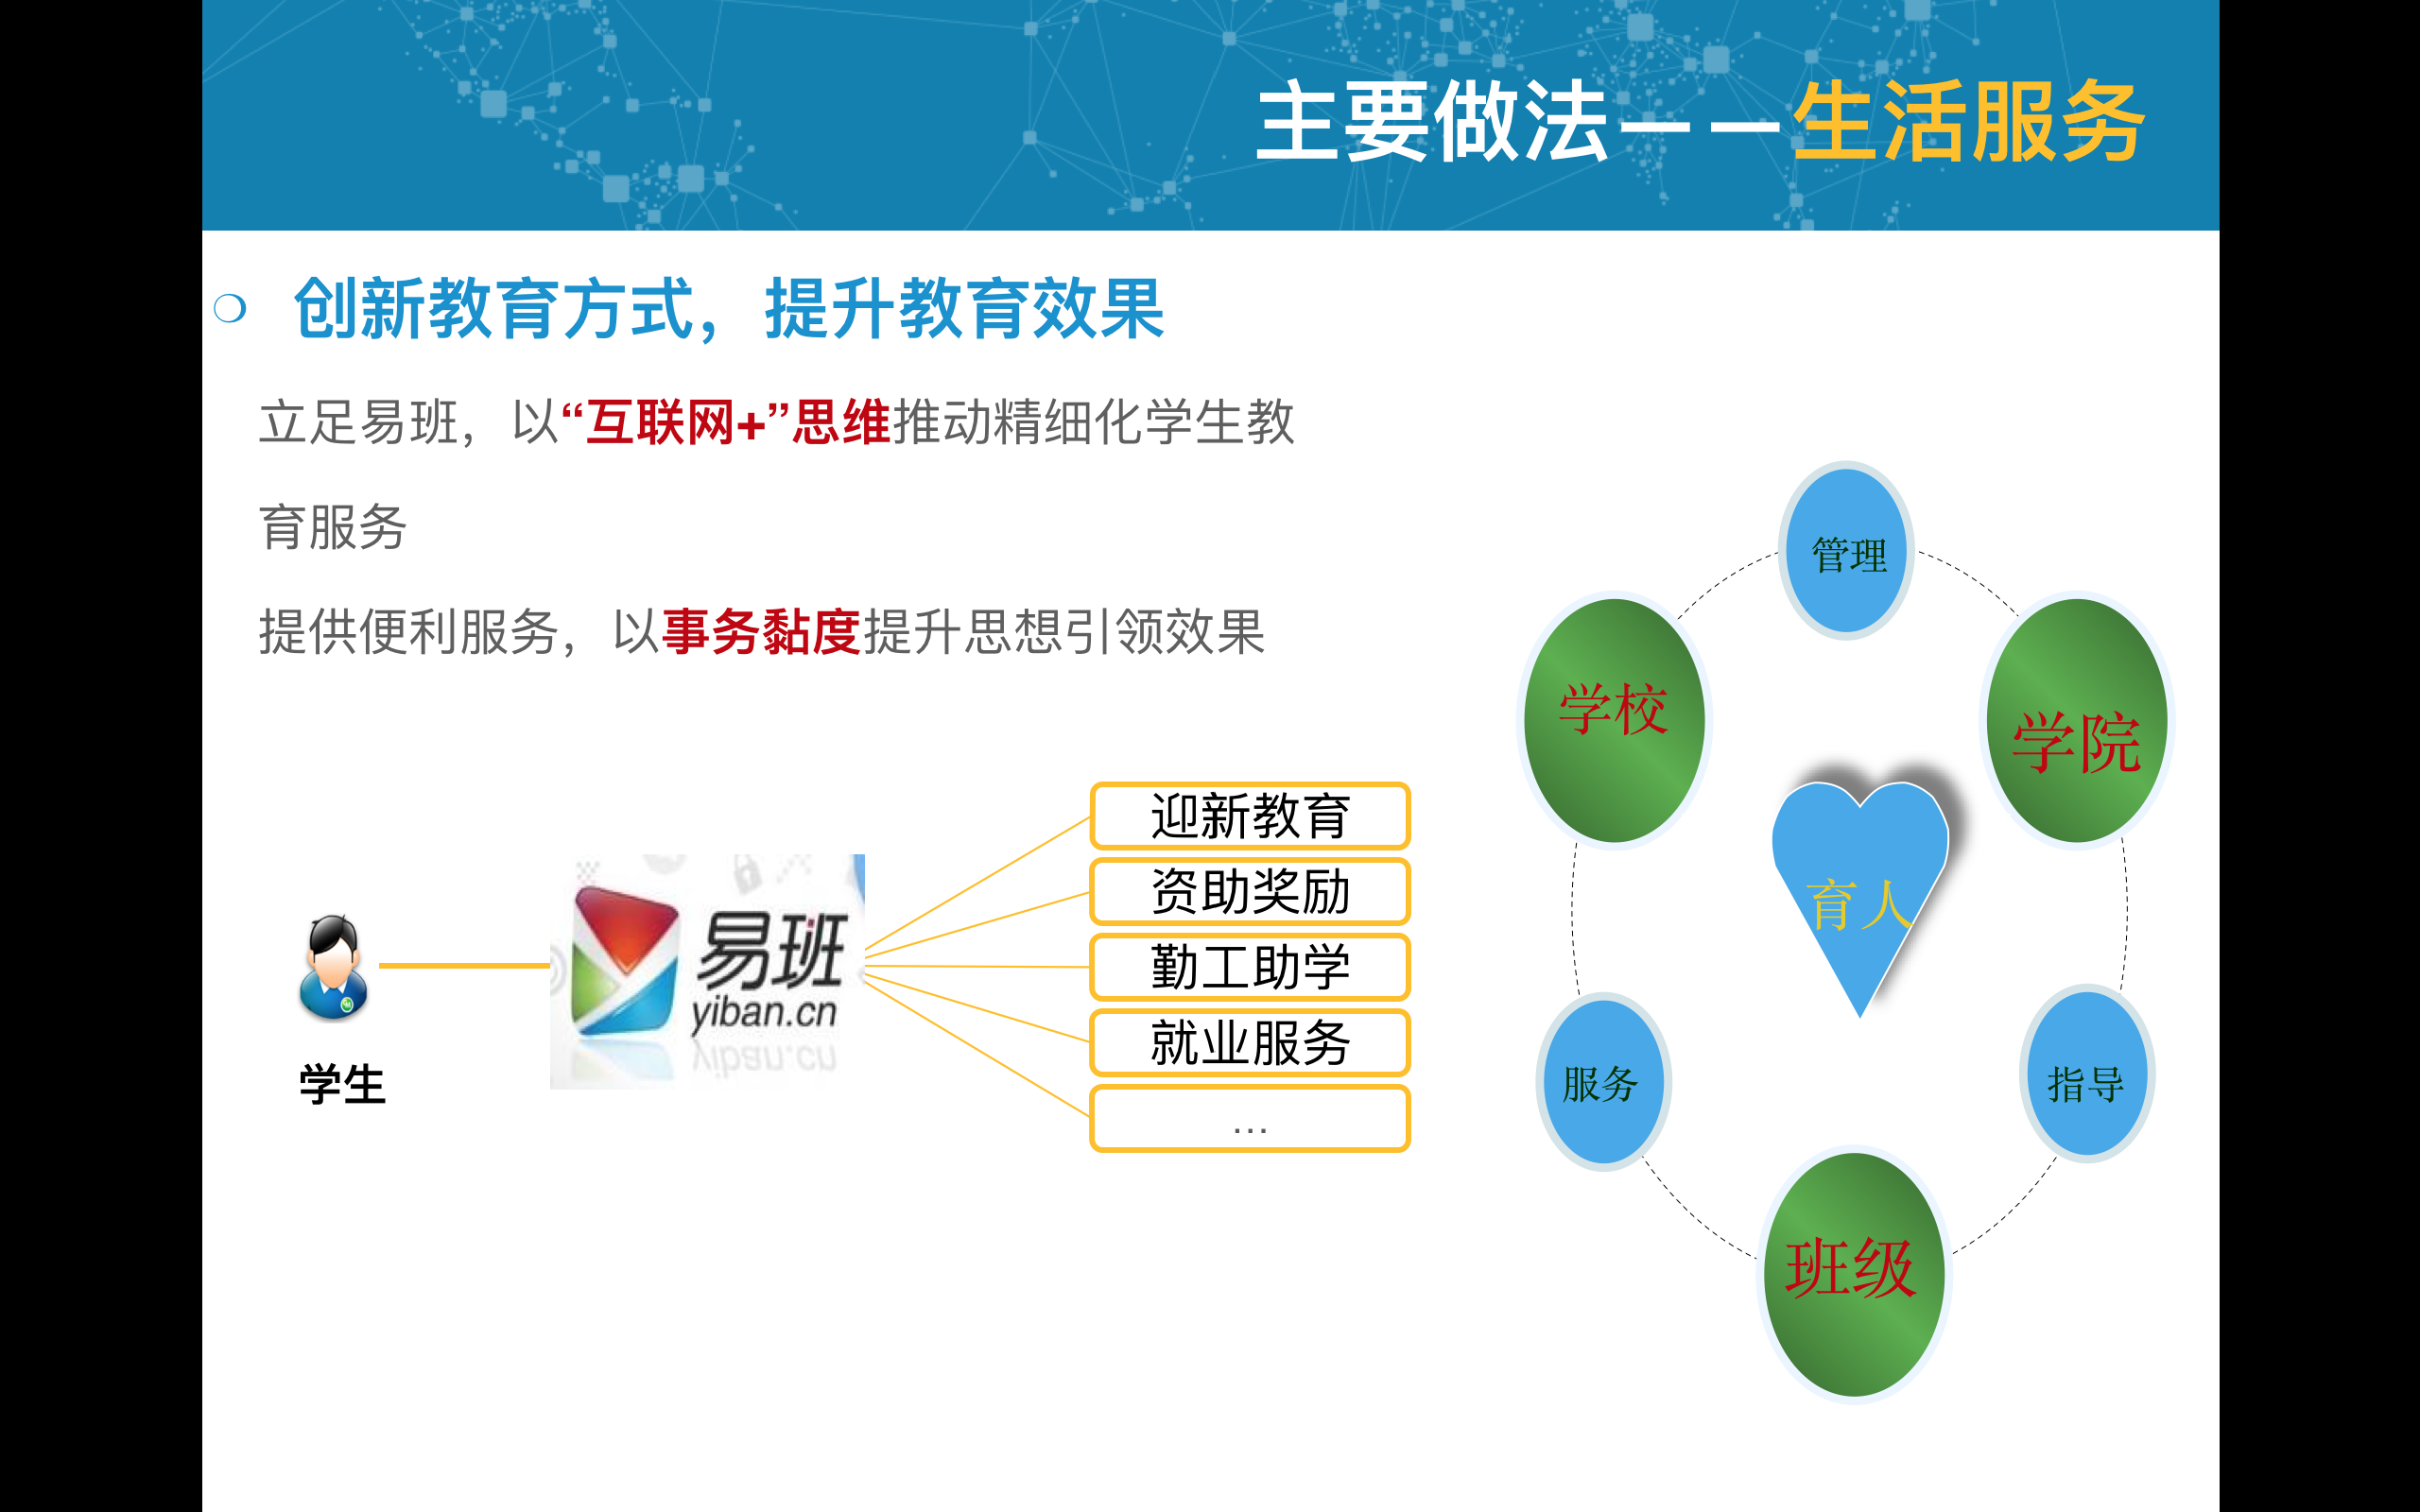 主要做法——生活服务
❍ 创新教育方式，提升教育效果
立足易班，以“互联网+”思维推动精细化学生教
育服务
提供便利服务，以事务黏度提升思想引领效果
学生
易班
yiban.cn
迎新教育
资助奖励
勤工助学
就业服务
…
管理
学校
学院
育人
服务
指导
班级